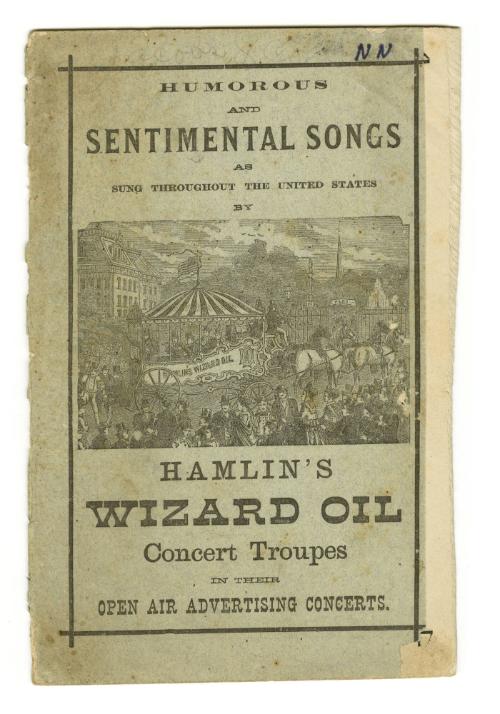 NN
HUMOROUS
AND
SENTIMENTAL SONGS
AS
SUNG THROUGHOUT THE UNITED STATES
BY
HAMLINS WIZARD OIL
HAMLIN'S
WIZARD OIL
Concert Troupes
IN THEIR
OPEN AIR ADVERTISING CONCERTS.